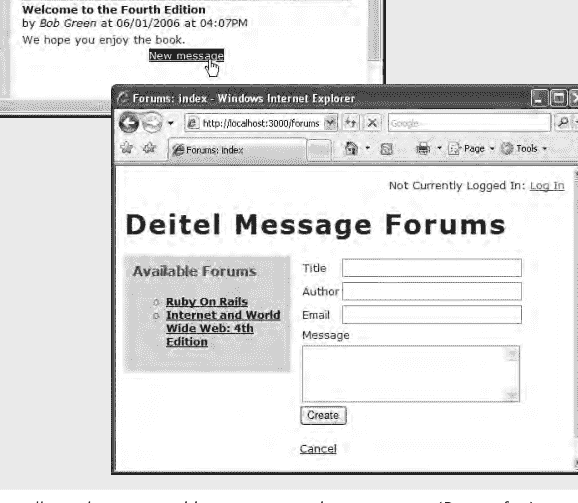 Welcome to the Fourth Edition
by Bob Green at 06/01/2006 at 04:07PM
We hope you enjoy the book.
New message
Forums: index - Windows Internet Explorer
http://localhost:3000/forums
Google
Forums: index
Page
Tools
Not Currently Logged In: Log In
Deitel Message Forums
Available Forums
Ruby On Rails
Internet and World
Wide Web: 4th
Edition
Title
Author
Email
Message
Create
Cancel